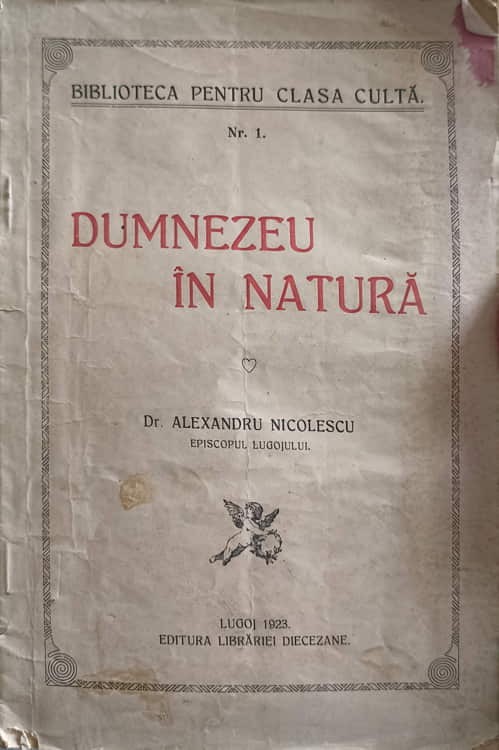 BIBLIOTECA PENTRU CLASA CULTĂ.
Nr. 1.
DUMNEZEU
ÎN NATURĂ
Dr. ALEXANDRU NICOLESCU
EPISCOPUL LUGOJULUI.
LUGOJ 1923.
EDITURA LIBRĂRIEI DIECEZANE.